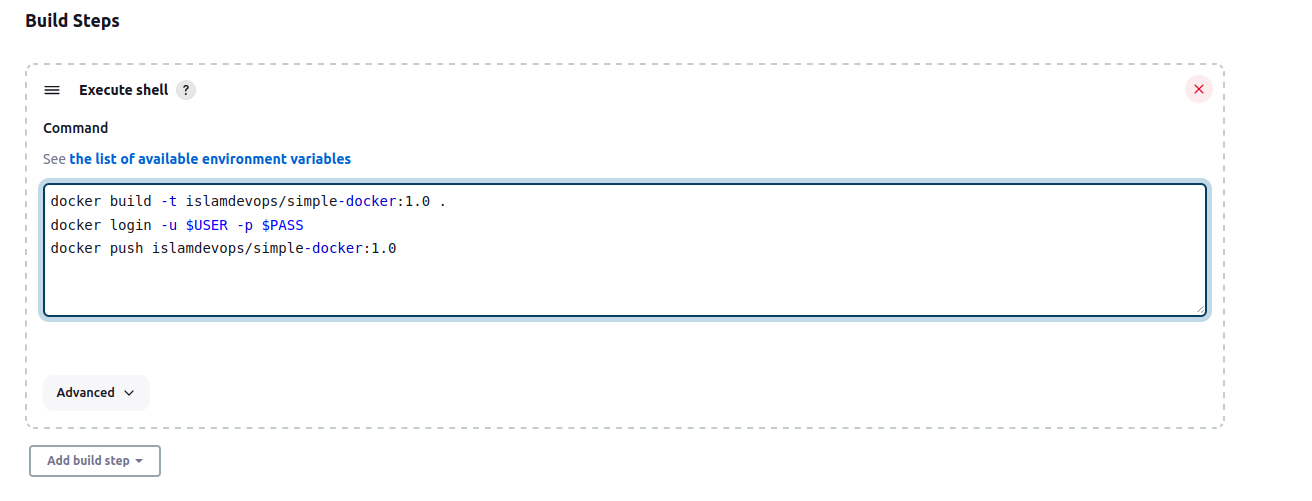 Build Steps
Execute shell ?
Command
See the list of available environment variables
docker build -t islamdevops/simple-docker:1.0 .
docker login -u $USER -p $PASS
docker push islamdevops/simple-docker:1.0
Advanced
Add build step